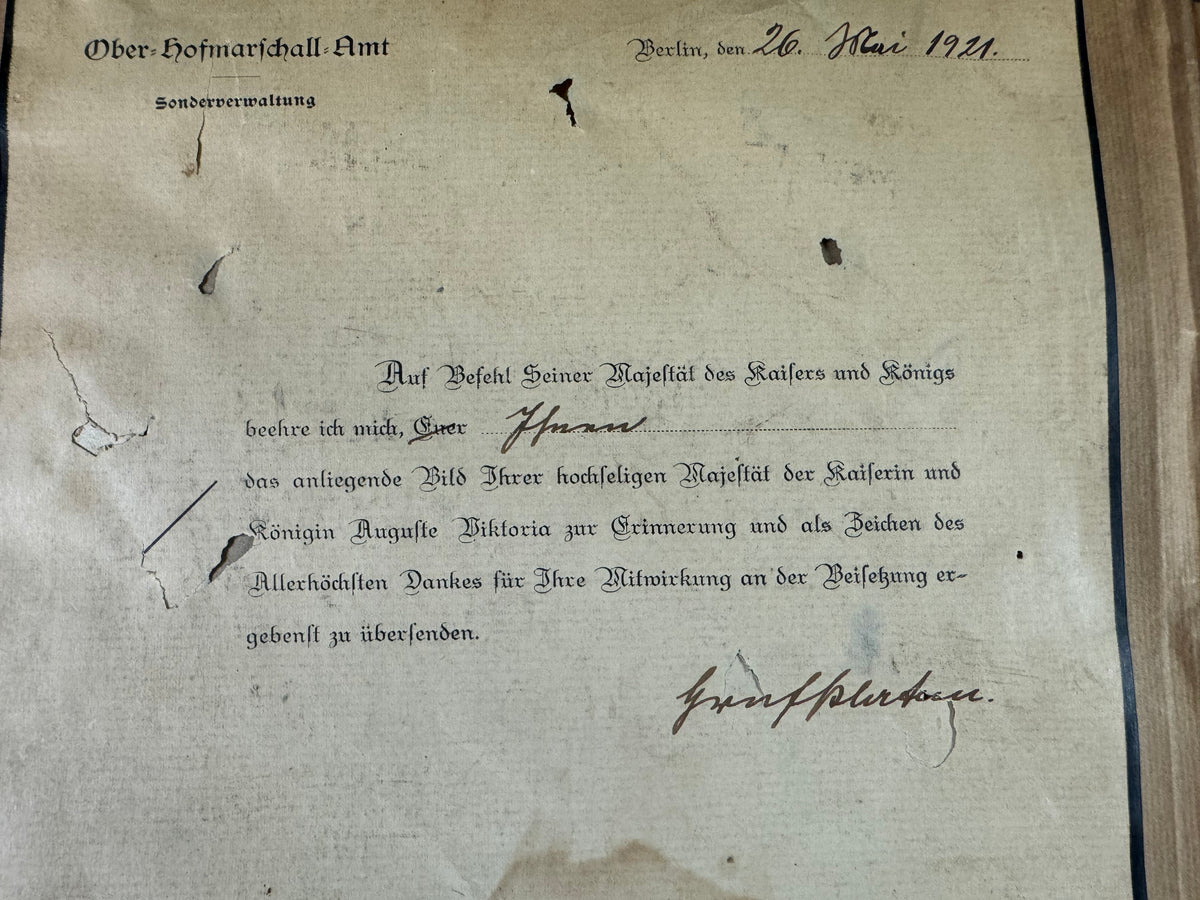 Ober-Hofmarschall-Amt
Berlin, den 26. Mai 1921.
Sonderverwaltung
Auf Befehl Seiner Majestät des Kaisers und Königs
beehre ich mich, Euer Ihnen
das anliegende Bild Ihrer hochseligen Majestät der Kaiserin und
Königin Auguste Viktoria zur Erinnerung und als Zeichen des
Allerhöchsten Dankes für Ihre Mitwirkung an der Beisetzung er-
gebenst zu übersenden.
Graf Platen.